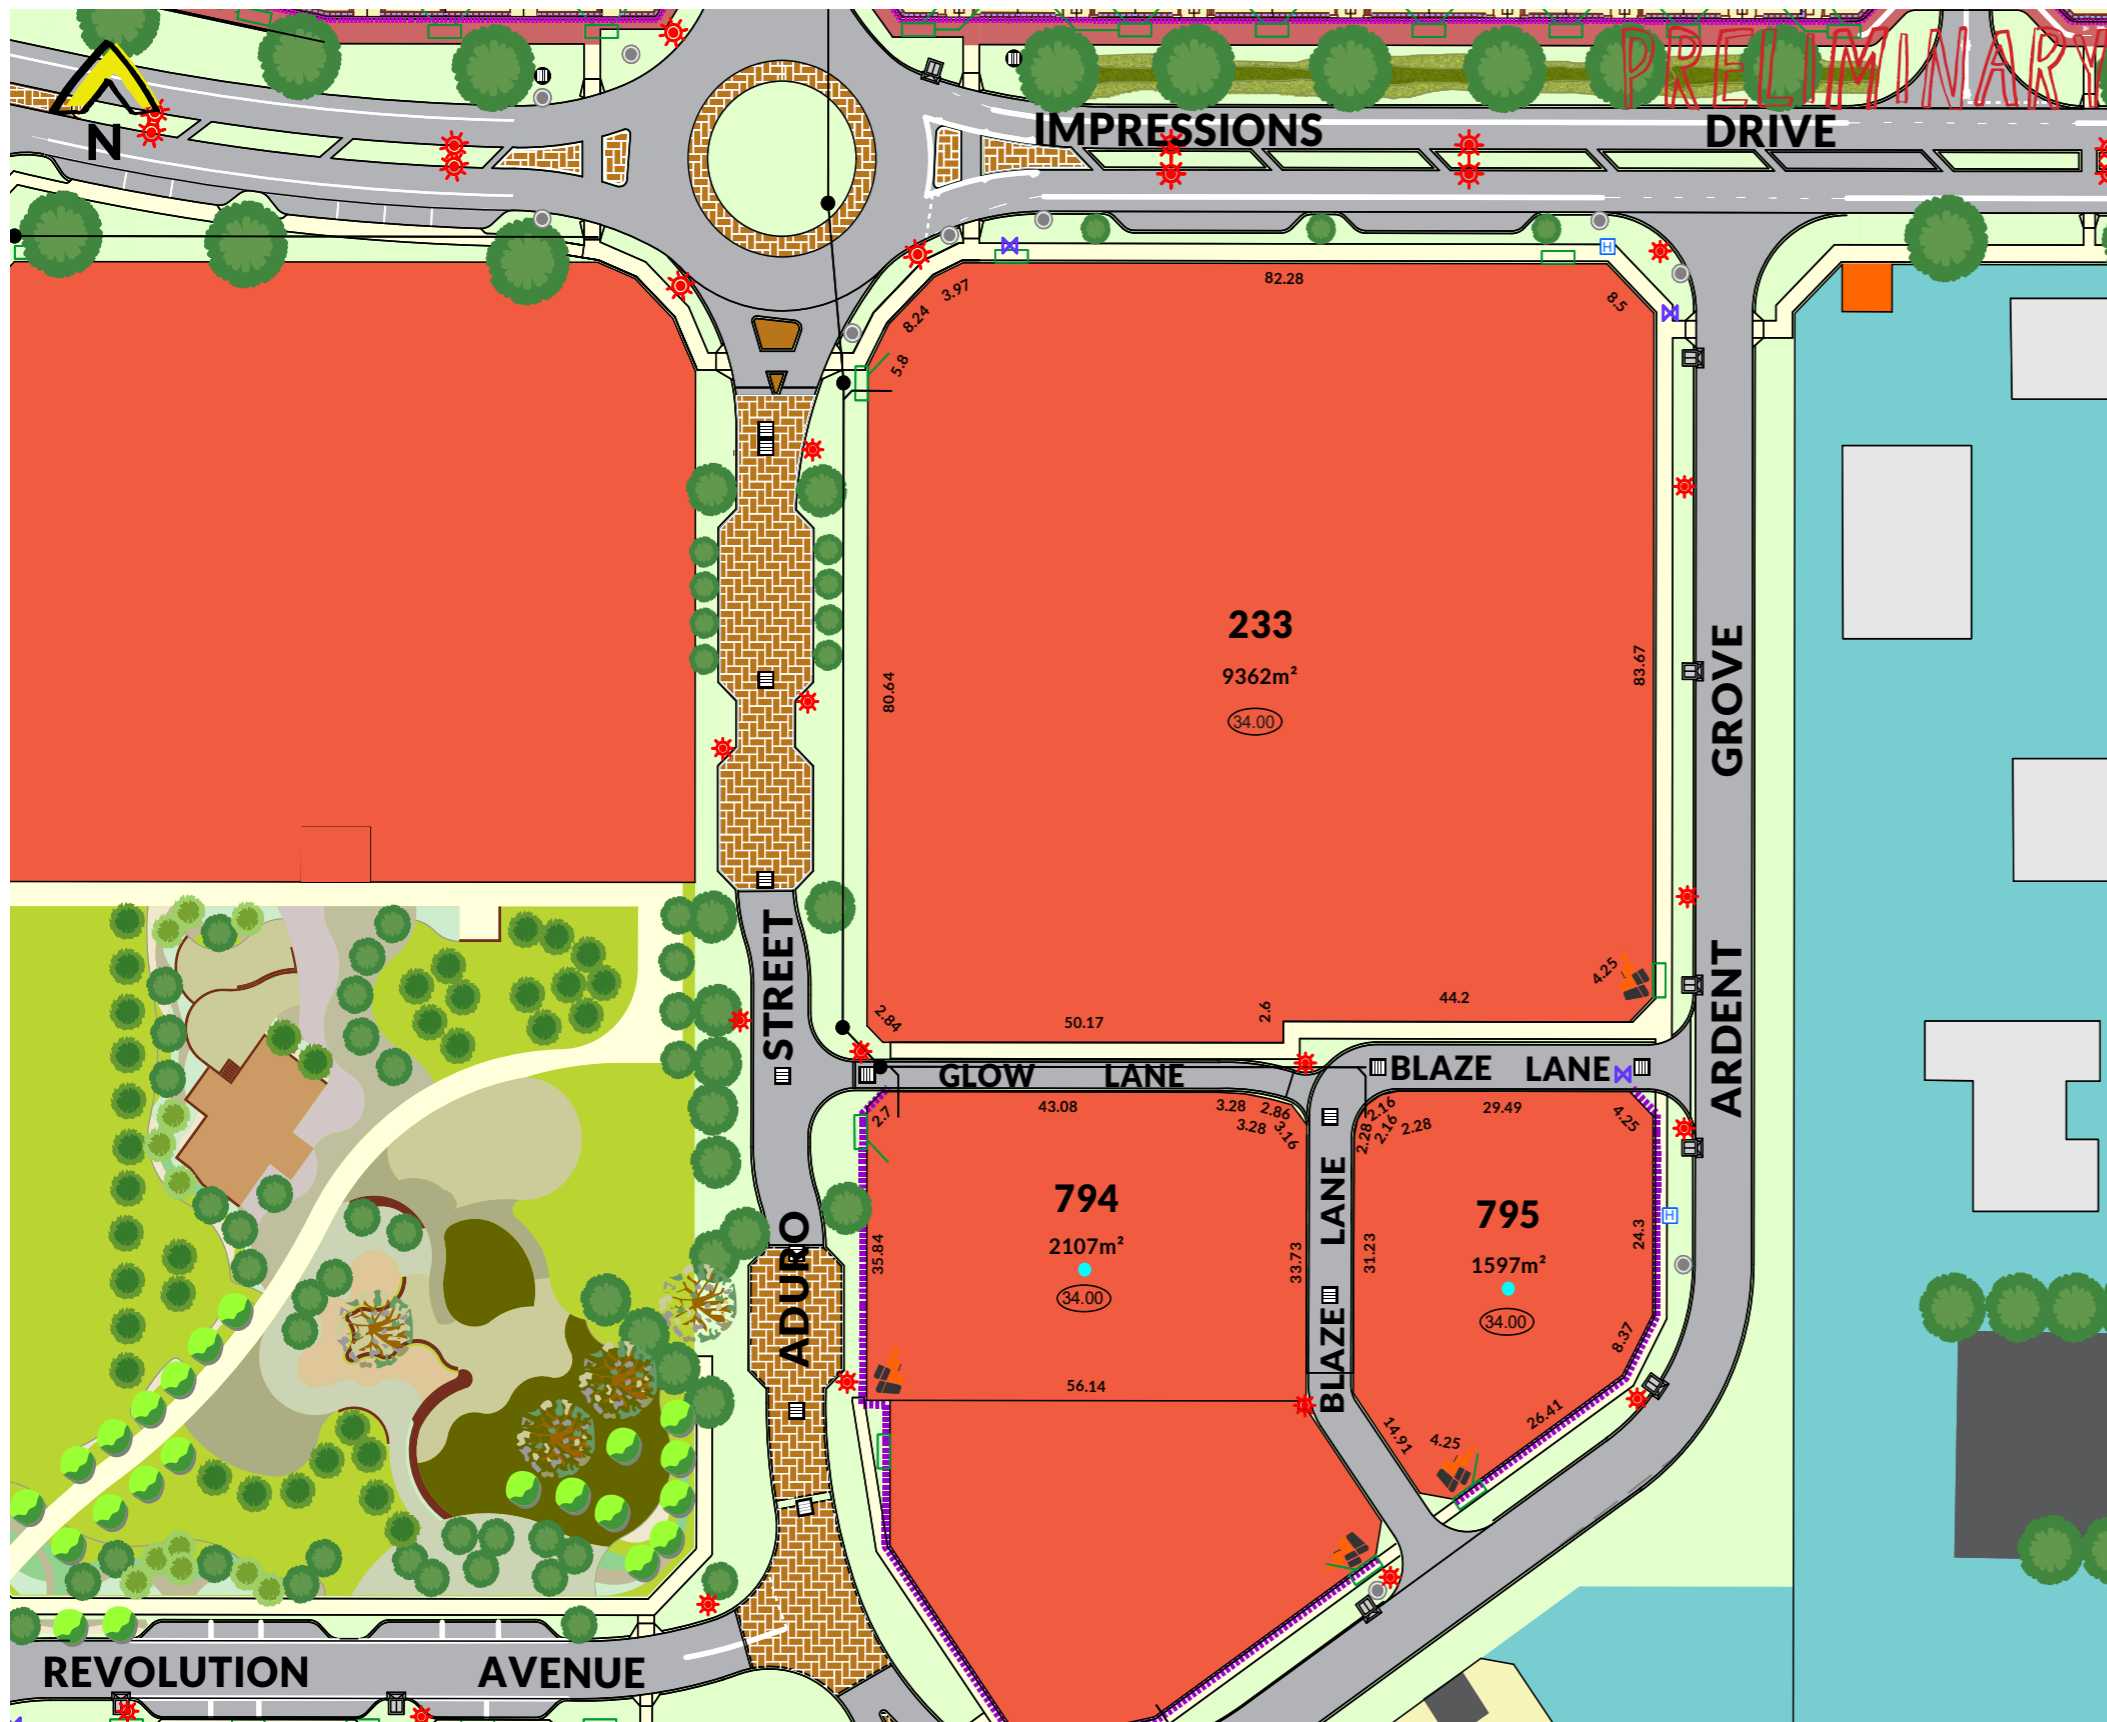 PRELIMINARY
N
IMPRESSIONS DRIVE
H
82.28
3.97
8.24
5.8
8.5
233
9362m²
34.00
80.64
83.67
GROVE
ARDENT
STREET
ADURO
2.84
50.17
2.6
44.2
4.25
GLOW LANE
BLAZE LANE
2.7
43.08
3.28
3.28
2.86
3.16
2.16
2.16
2.28
2.28
29.49
4.25
794
2107m²
34.00
35.84
33.73
56.14
BLAZE LANE
795
1597m²
34.00
31.23
24.3
H
8.37
26.41
4.25
14.91
REVOLUTION AVENUE